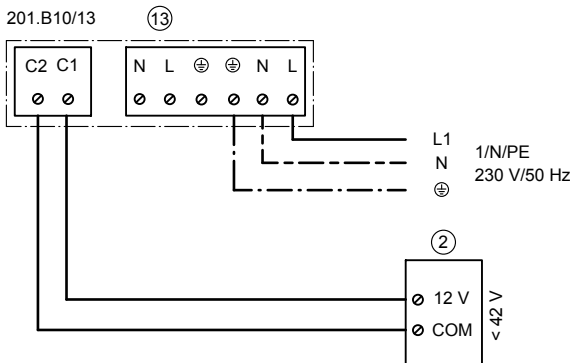 201.B10/13
13
C2 C1
N L ⏚ ⏚ N L
L1
N
⏚
1/N/PE
230 V/50 Hz
2
12 V
COM
< 42 V